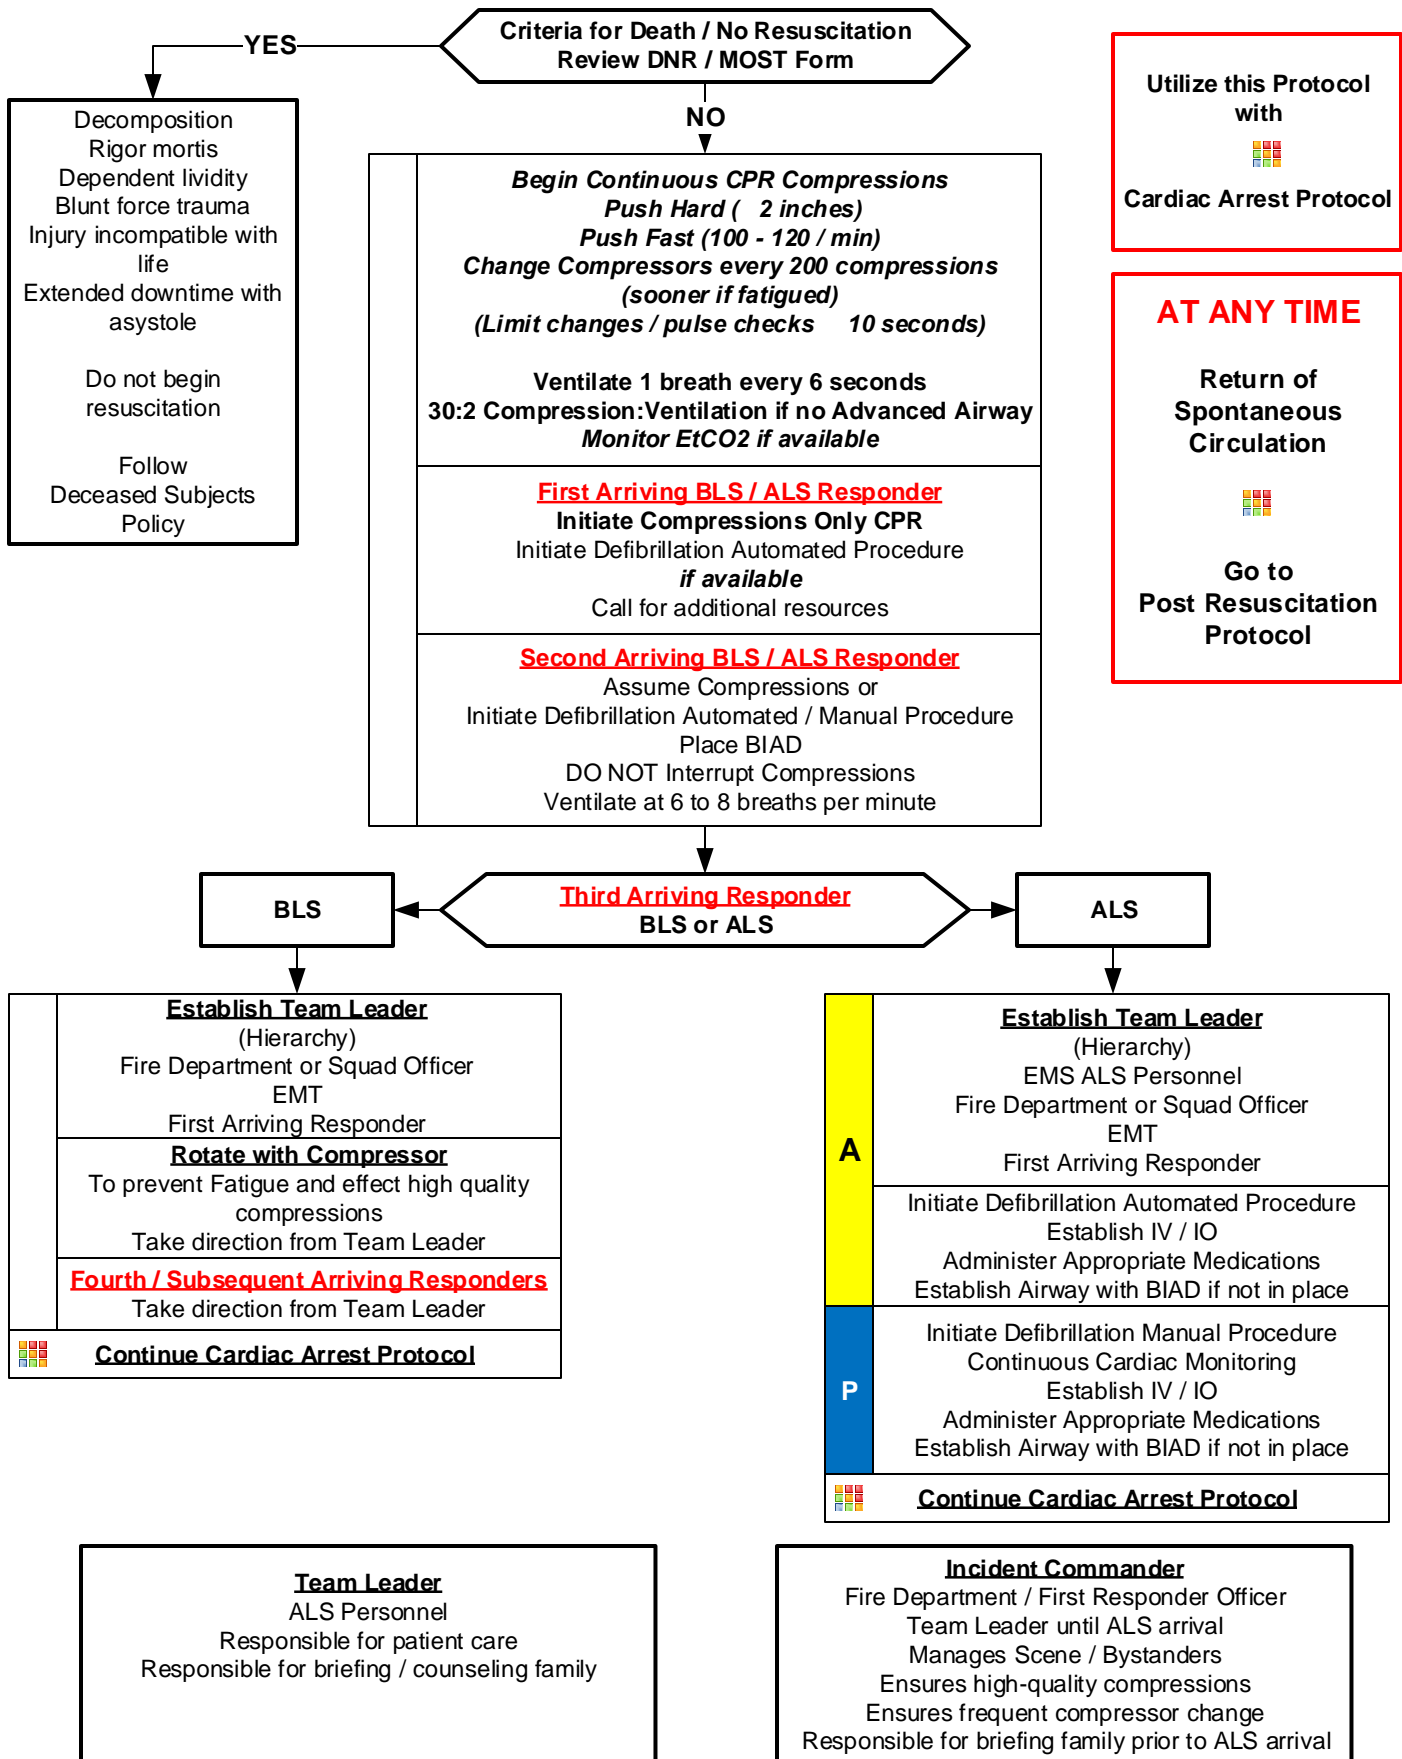 Criteria for Death / No Resuscitation
Review DNR / MOST Form
YES
NO
Decomposition
Rigor mortis
Dependent lividity
Blunt force trauma
Injury incompatible with
life
Extended downtime with
asystole
Do not begin
resuscitation
Follow
Deceased Subjects
Policy
Begin Continuous CPR Compressions
Push Hard (   2 inches)
Push Fast (100 - 120 / min)
Change Compressors every 200 compressions
(sooner if fatigued)
(Limit changes / pulse checks     10 seconds)
Ventilate 1 breath every 6 seconds
30:2 Compression:Ventilation if no Advanced Airway
Monitor EtCO2 if available
First Arriving BLS / ALS Responder
Initiate Compressions Only CPR
Initiate Defibrillation Automated Procedure
if available
Call for additional resources
Second Arriving BLS / ALS Responder
Assume Compressions or
Initiate Defibrillation Automated / Manual Procedure
Place BIAD
DO NOT Interrupt Compressions
Ventilate at 6 to 8 breaths per minute
Utilize this Protocol
with
Cardiac Arrest Protocol
AT ANY TIME
Return of
Spontaneous
Circulation
Go to
Post Resuscitation
Protocol
Third Arriving Responder
BLS or ALS
BLS
ALS
Establish Team Leader
(Hierarchy)
Fire Department or Squad Officer
EMT
First Arriving Responder
Rotate with Compressor
To prevent Fatigue and effect high quality
compressions
Take direction from Team Leader
Fourth / Subsequent Arriving Responders
Take direction from Team Leader
Continue Cardiac Arrest Protocol
A
Establish Team Leader
(Hierarchy)
EMS ALS Personnel
Fire Department or Squad Officer
EMT
First Arriving Responder
Initiate Defibrillation Automated Procedure
Establish IV / IO
Administer Appropriate Medications
Establish Airway with BIAD if not in place
P
Initiate Defibrillation Manual Procedure
Continuous Cardiac Monitoring
Establish IV / IO
Administer Appropriate Medications
Establish Airway with BIAD if not in place
Continue Cardiac Arrest Protocol
Team Leader
ALS Personnel
Responsible for patient care
Responsible for briefing / counseling family
Incident Commander
Fire Department / First Responder Officer
Team Leader until ALS arrival
Manages Scene / Bystanders
Ensures high-quality compressions
Ensures frequent compressor change
Responsible for briefing family prior to ALS arrival